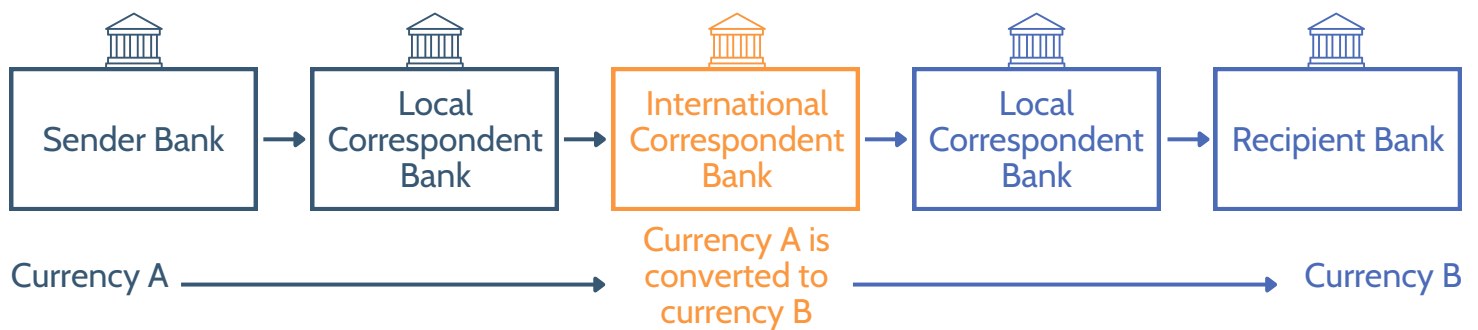 Sender Bank
Local
Correspondent
Bank
International
Correspondent
Bank
Local
Correspondent
Bank
Recipient Bank
Currency A
Currency A is
converted to
currency B
Currency B